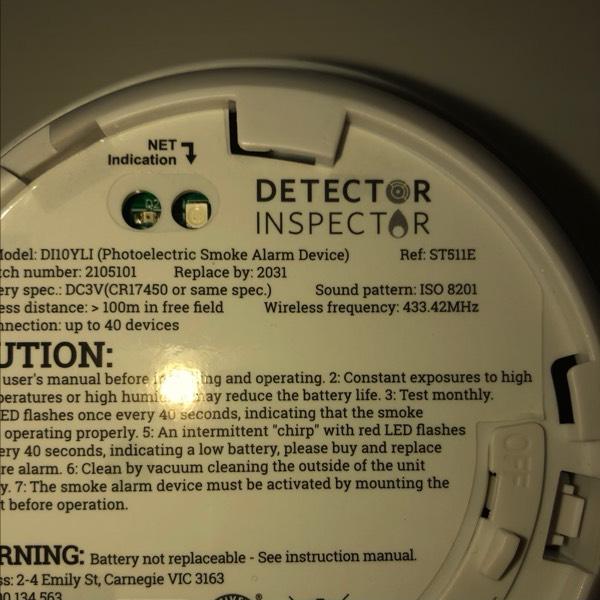 NET
Indication
DETECTOR
INSPECTOR
Model: DI10YLI (Photoelectric Smoke Alarm Device) Ref: ST511E
tch number: 2105101 Replace by: 2031
ery spec.: DC3V(CR17450 or same spec.) Sound pattern: ISO 8201
ess distance: > 100m in free field Wireless frequency: 433.42MHz
nnection: up to 40 devices
UTION:
user's manual before ng and operating. 2: Constant exposures to high
peratures or high humi may reduce the battery life. 3: Test monthly.
ED flashes once every 40 seconds, indicating that the smoke
operating properly. 5: An intermittent "chirp" with red LED flashes
ery 40 seconds, indicating a low battery, please buy and replace
re alarm. 6: Clean by vacuum cleaning the outside of the unit
y. 7: The smoke alarm device must be activated by mounting the
t before operation.
OFF
RNING: Battery not replaceable - See instruction manual.
ss: 2-4 Emily St, Carnegie VIC 3163
00 134 563